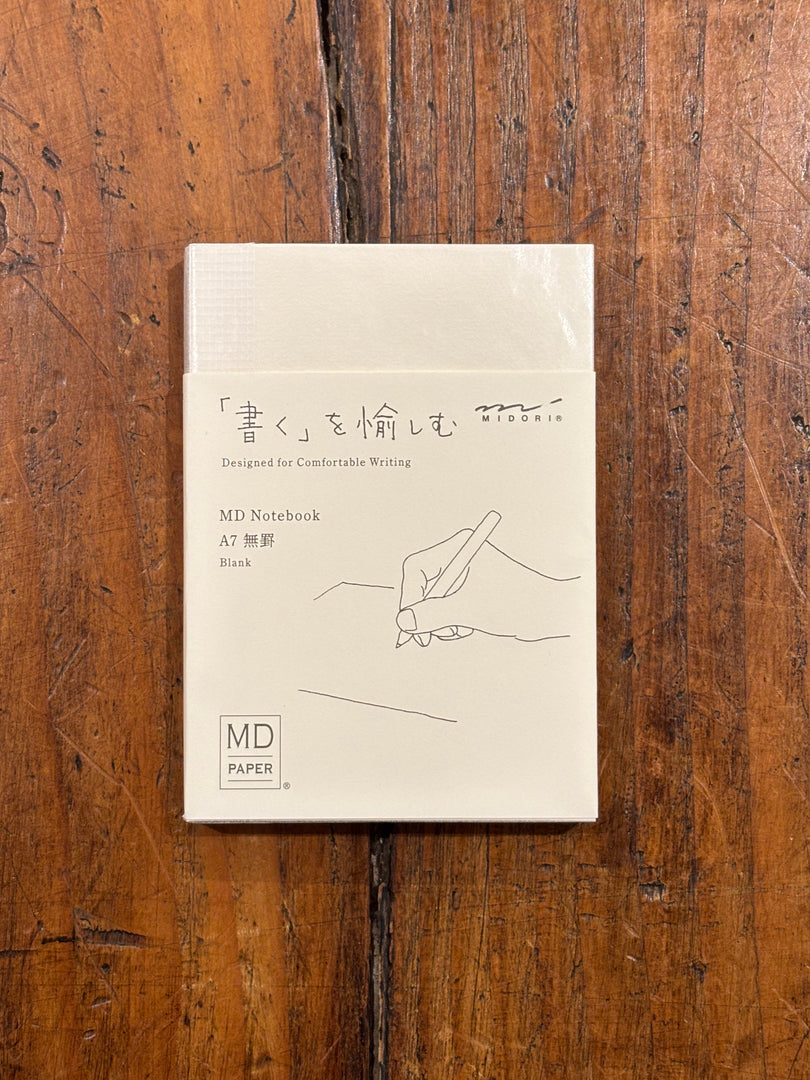 「書く」を愉しむ
MIDORI®
Designed for Comfortable Writing
MD Notebook
A7 無罫
Blank
MD
PAPER
®